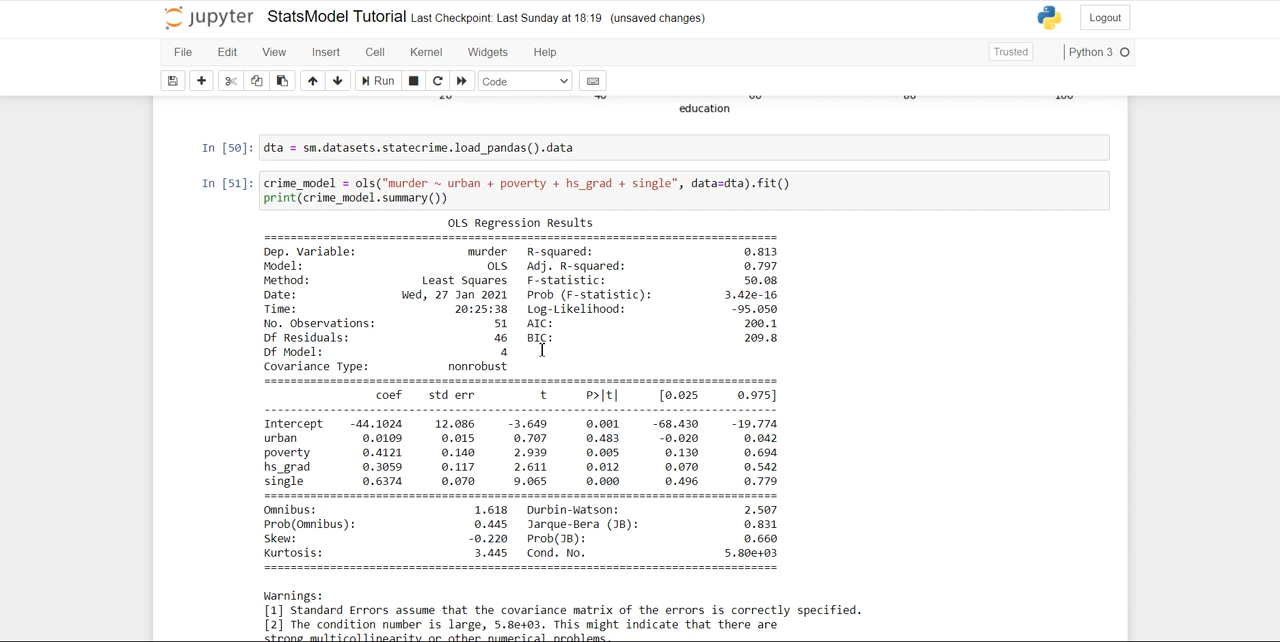 jupyter StatsModel Tutorial Last Checkpoint: Last Sunday at 18:19 (unsaved changes) Logout
File Edit View Insert Cell Kernel Widgets Help Trusted Python 3
Run Code
20 40 60 80 100
education
In [50]: dta = sm.datasets.statecrime.load_pandas().data
In [51]: crime_model = ols("murder ~ urban + poverty + hs_grad + single", data=dta).fit()
print(crime_model.summary())
OLS Regression Results
==============================================================================
Dep. Variable: murder R-squared: 0.813
Model: OLS Adj. R-squared: 0.797
Method: Least Squares F-statistic: 50.08
Date: Wed, 27 Jan 2021 Prob (F-statistic): 3.42e-16
Time: 20:25:38 Log-Likelihood: -95.050
No. Observations: 51 AIC: 200.1
Df Residuals: 46 BIC: 209.8
Df Model: 4
Covariance Type: nonrobust
==============================================================================
coef std err t P>|t| [0.025 0.975]
------------------------------------------------------------------------------
Intercept -44.1024 12.086 -3.649 0.001 -68.430 -19.774
urban 0.0109 0.015 0.707 0.483 -0.020 0.042
poverty 0.4121 0.140 2.939 0.005 0.130 0.694
hs_grad 0.3059 0.117 2.611 0.012 0.070 0.542
single 0.6374 0.070 9.065 0.000 0.496 0.779
==============================================================================
Omnibus: 1.618 Durbin-Watson: 2.507
Prob(Omnibus): 0.445 Jarque-Bera (JB): 0.831
Skew: -0.220 Prob(JB): 0.660
Kurtosis: 3.445 Cond. No. 5.80e+03
==============================================================================
Warnings:
[1] Standard Errors assume that the covariance matrix of the errors is correctly specified.
[2] The condition number is large, 5.8e+03. This might indicate that there are
strong multicollinearity or other numerical problems.